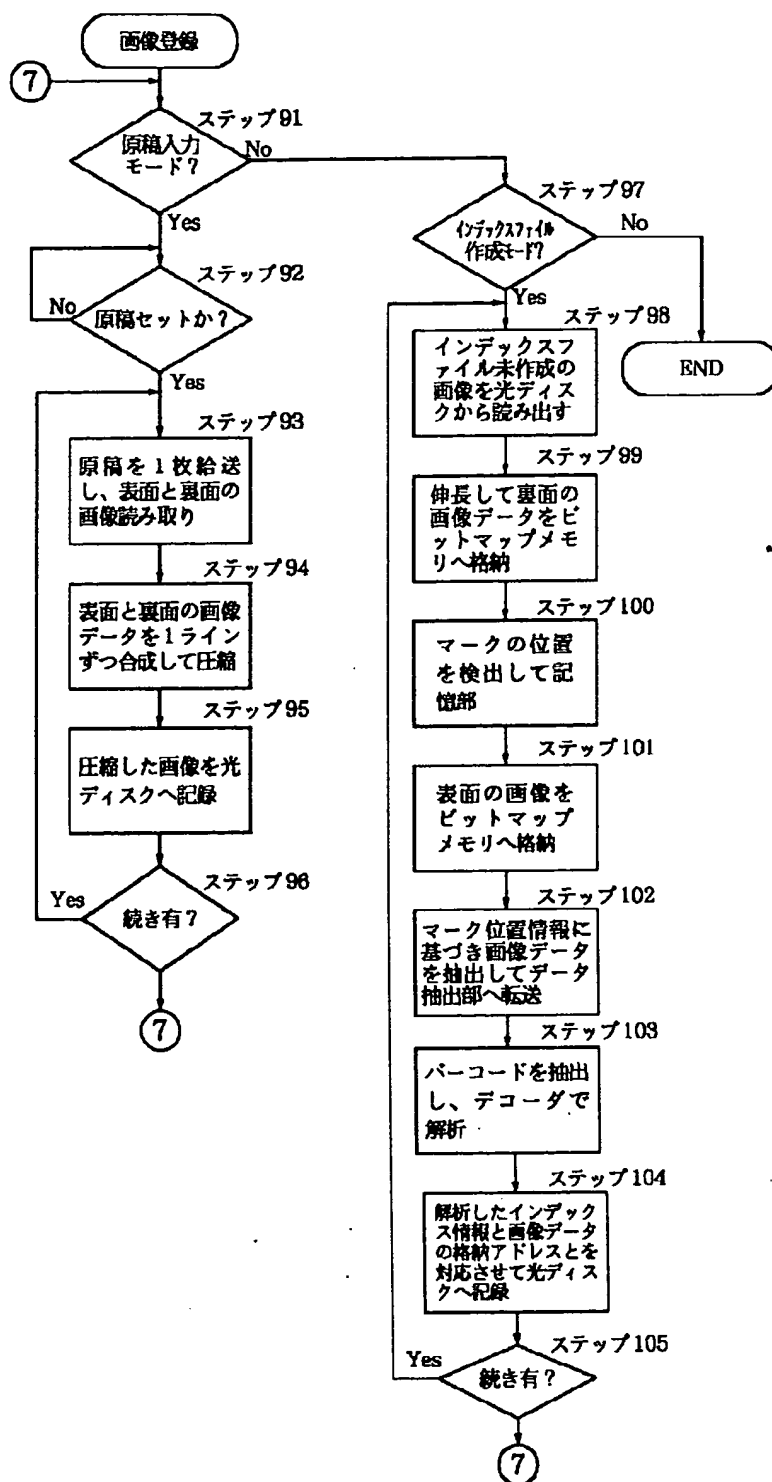 画像登録
7
ステップ91
原稿入力
モード?
No
Yes
ステップ92
原稿セットか?
No
Yes
ステップ93
原稿を1枚給送
し、表面と裏面の
画像読み取り
ステップ94
表面と裏面の画像
データを1ライン
ずつ合成して圧縮
ステップ95
圧縮した画像を光
ディスクへ記録
ステップ96
Yes
続き有?
7
ステップ97
インデックスファイル
作成モード?
No
Yes
END
ステップ98
インデックスフ
ァイル未作成の
画像を光ディス
クから読み出す
ステップ99
伸長して裏面の
画像データをビ
ットマップメモ
リへ格納
ステップ100
マークの位置
を検出して記
憶部
ステップ101
表面の画像を
ビットマップ
メモリへ格納
ステップ102
マーク位置情報に
基づき画像データ
を抽出してデータ
抽出部へ転送
ステップ103
バーコードを抽出
し、デコーダで
解析
ステップ104
解析したインデック
ス情報と画像データ
の格納アドレスとを
対応させて光ディス
クへ記録
ステップ105
Yes
続き有?
7